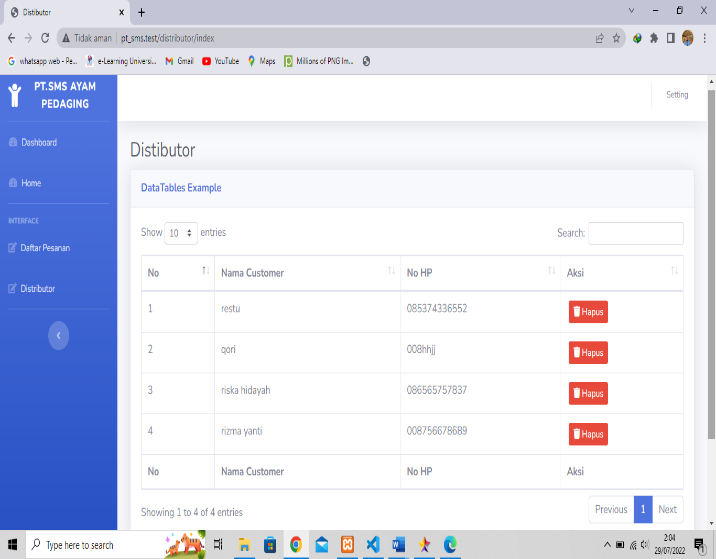 Distibutor
Tidak aman
pt_sms.test/distributor/index
whatsapp web - Pe...
e-Learning Universi...
Gmail
YouTube
Maps
Millions of PNG Im...
PT.SMS AYAM
PEDAGING
Setting
Dashboard
Home
INTERFACE
Daftar Pesanan
Distributor
Distibutor
DataTables Example
Show 10 entries
Search:
No Nama Customer No HP Aksi
1 restu 085374336552 Hapus
2 qori 008hhjj Hapus
3 riska hidayah 086565757837 Hapus
4 rizma yanti 008756678689 Hapus
No Nama Customer No HP Aksi
Showing 1 to 4 of 4 entries
Previous 1 Next
Type here to search
2:04
29/07/2022